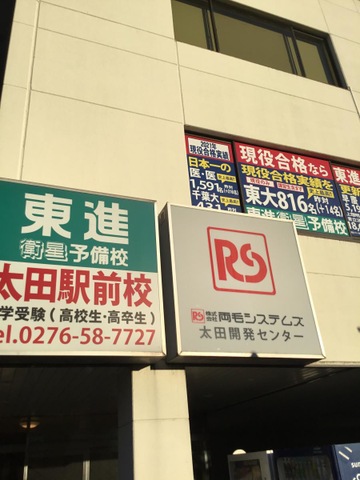 2021年
現役合格実績
日本一の
医・医
1,591名
千葉大
現役合格なら
現役合格実績を
東大816名(+14名)
東進衛星予備校
東進
東進
衛星予備校
太田駅前校
学受験(高校生・高卒生)
el.0276-58-7727
RS
RS 株式会社 両毛システムズ
太田開発センター